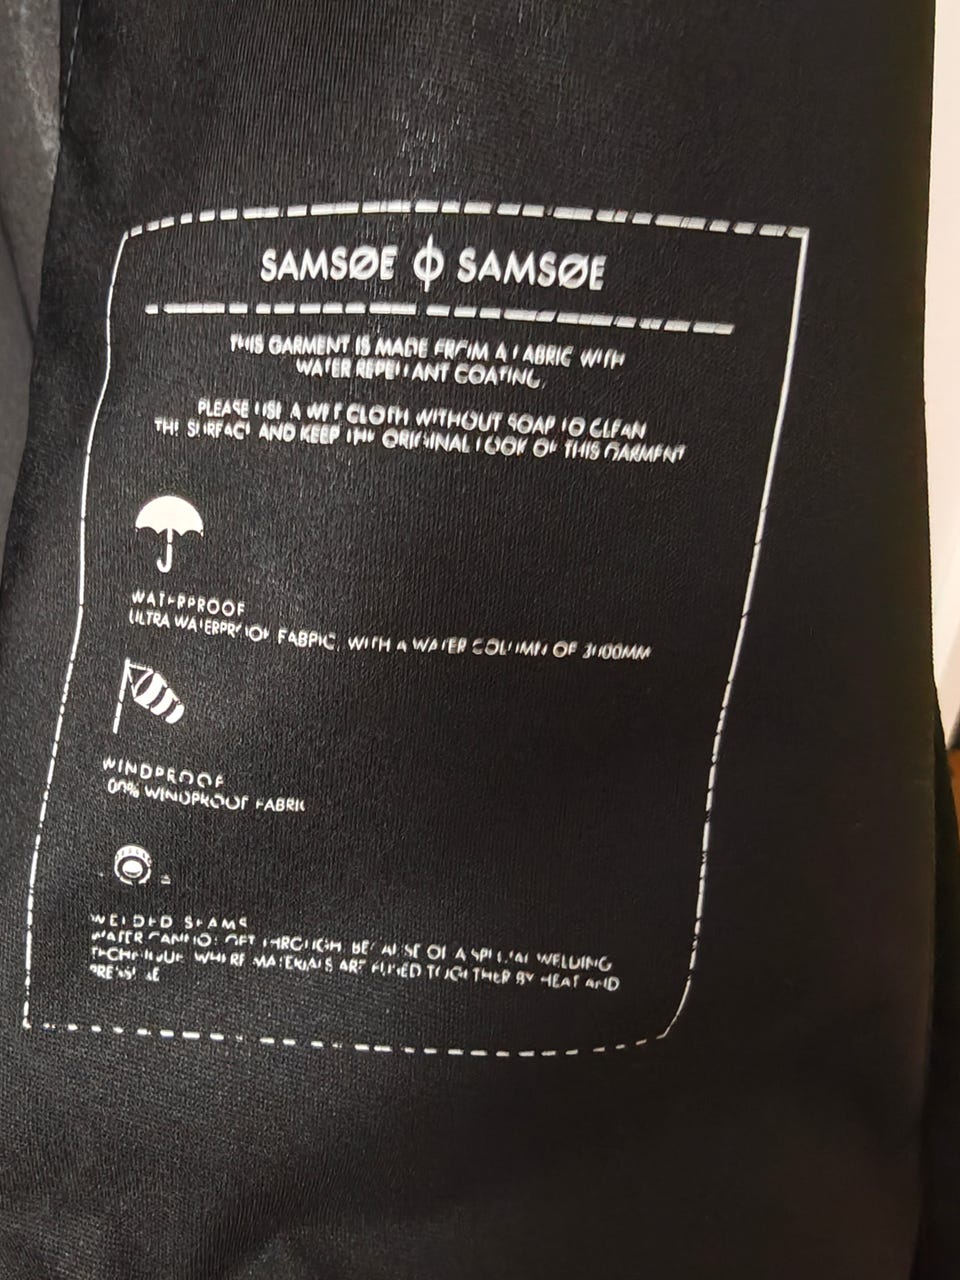 SAMSØE ϕ SAMSØE
THIS GARMENT IS MADE FROM A FABRIC WITH
WATER REPELLANT COATING.
PLEASE USE A WET CLOTH WITHOUT SOAP TO CLEAN
THE SURFACE AND KEEP THE ORIGINAL LOOK OF THIS GARMENT
WATERPROOF
ULTRA WATERPROOF FABRIC, WITH A WATER COLUMN OF
WINDPROOF
WINDPROOF FABRIC
WELDED SEAMS
WATER CANNOT GET THROUGH, BECAUSE OF A SPECIAL WELDING
TECHNIQUE WHERE MATERIALS ARE FUSED TOGETHER BY HEAT AND
PRESSURE